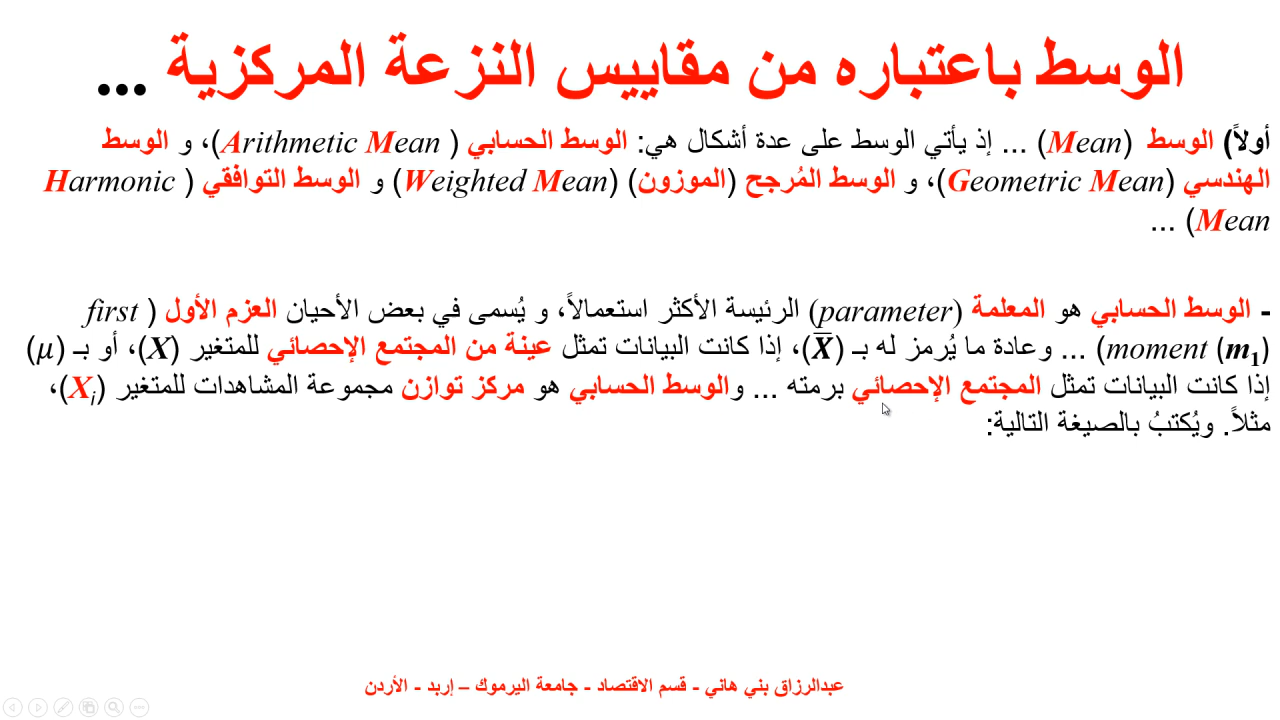 الوسط باعتباره من مقاييس النزعة المركزية ...
أولاً) الوسط (Mean) ... إذ يأتي الوسط على عدة أشكال هي: الوسط الحسابي (Arithmetic Mean)، و الوسط
الهندسي (Geometric Mean)، و الوسط المُرجح (الموزون) (Weighted Mean) و الوسط التوافقي (Harmonic
Mean) ...
- الوسط الحسابي هو المعلمة (parameter) الرئيسة الأكثر استعمالاً، و يُسمى في بعض الأحيان العزم الأول (first
moment (m₁) ... وعادة ما يُرمز له بـ (X̅)، إذا كانت البيانات تمثل عينة من المجتمع الإحصائي للمتغير (X)، أو بـ (μ)
إذا كانت البيانات تمثل المجتمع الإحصائي برمته ... والوسط الحسابي هو مركز توازن مجموعة المشاهدات للمتغير (Xᵢ)،
مثلاً. ويُكتبُ بالصيغة التالية:
عبدالرزاق بني هاني - قسم الاقتصاد - جامعة اليرموك – إربد - الأردن